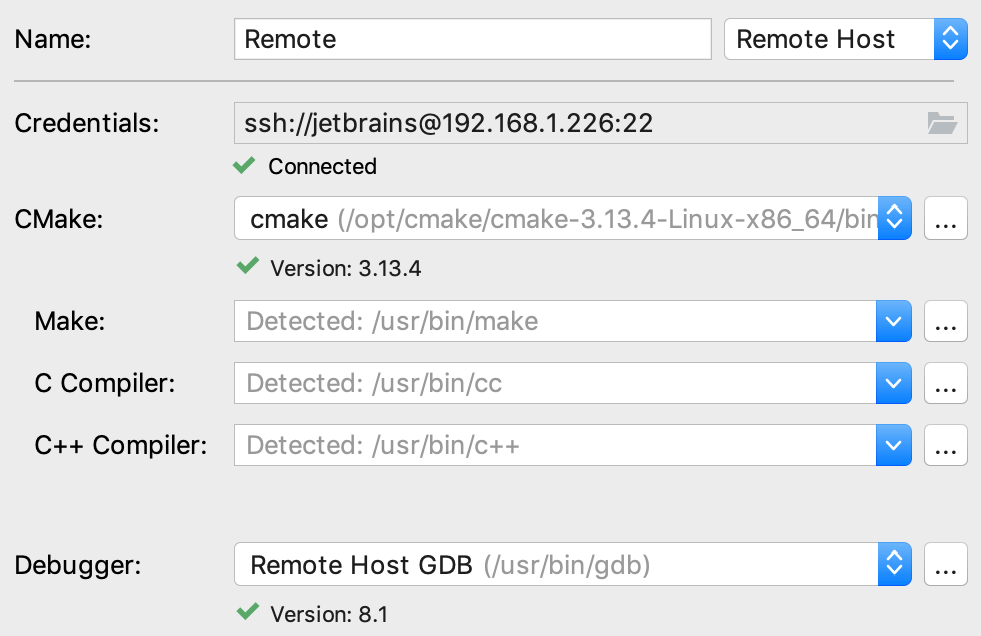 Name: Remote Remote Host
Credentials: ssh://jetbrains@192.168.1.226:22
Connected
CMake: cmake (/opt/cmake/cmake-3.13.4-Linux-x86_64/bin ...
Version: 3.13.4
Make: Detected: /usr/bin/make ...
C Compiler: Detected: /usr/bin/cc ...
C++ Compiler: Detected: /usr/bin/c++ ...
Debugger: Remote Host GDB (/usr/bin/gdb) ...
Version: 8.1